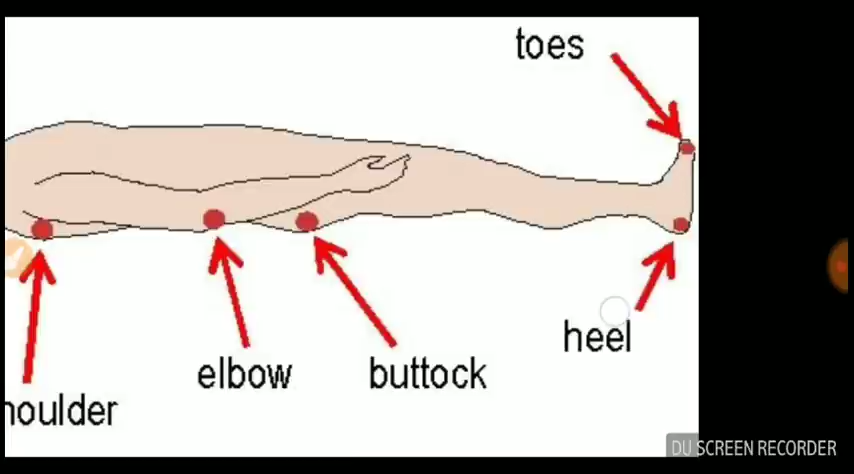 toes
heel
elbow
buttock
houlder
DU SCREEN RECORDER